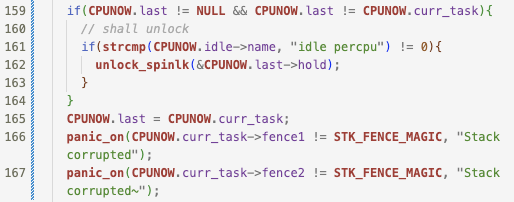 159 if(CPUNOW.last != NULL && CPUNOW.last != CPUNOW.curr_task){
160 // shall unlock
161 if(strcmp(CPUNOW.idle->name, "idle percpu") != 0){
162 unlock_spinlk(&CPUNOW.last->hold);
163 }
164 }
165 CPUNOW.last = CPUNOW.curr_task;
166 panic_on(CPUNOW.curr_task->fence1 != STK_FENCE_MAGIC, "Stack
corrupted");
167 panic_on(CPUNOW.curr_task->fence2 != STK_FENCE_MAGIC, "Stack
corrupted~");